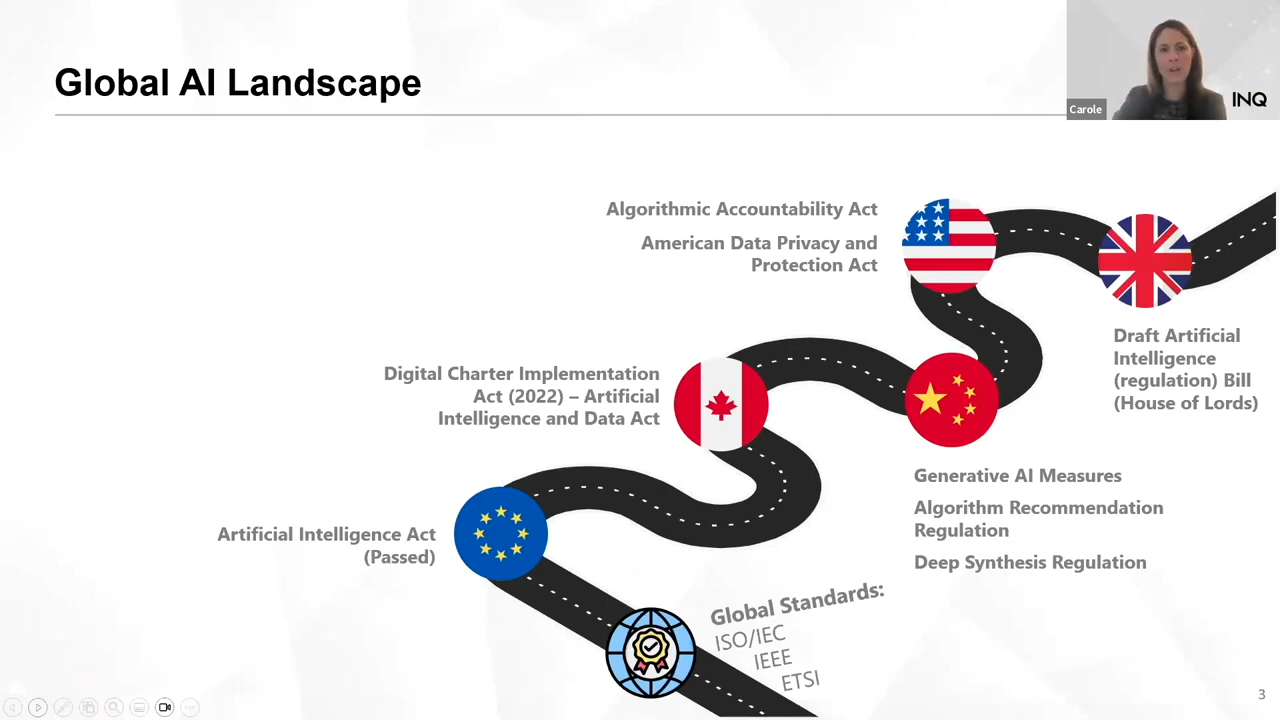 Global AI Landscape
Carole
INQ
Algorithmic Accountability Act
American Data Privacy and
Protection Act
Draft Artificial
Intelligence
(regulation) Bill
(House of Lords)
Digital Charter Implementation
Act (2022) – Artificial
Intelligence and Data Act
Generative AI Measures
Algorithm Recommendation
Regulation
Deep Synthesis Regulation
Artificial Intelligence Act
(Passed)
Global Standards:
ISO/IEC
IEEE
ETSI
3